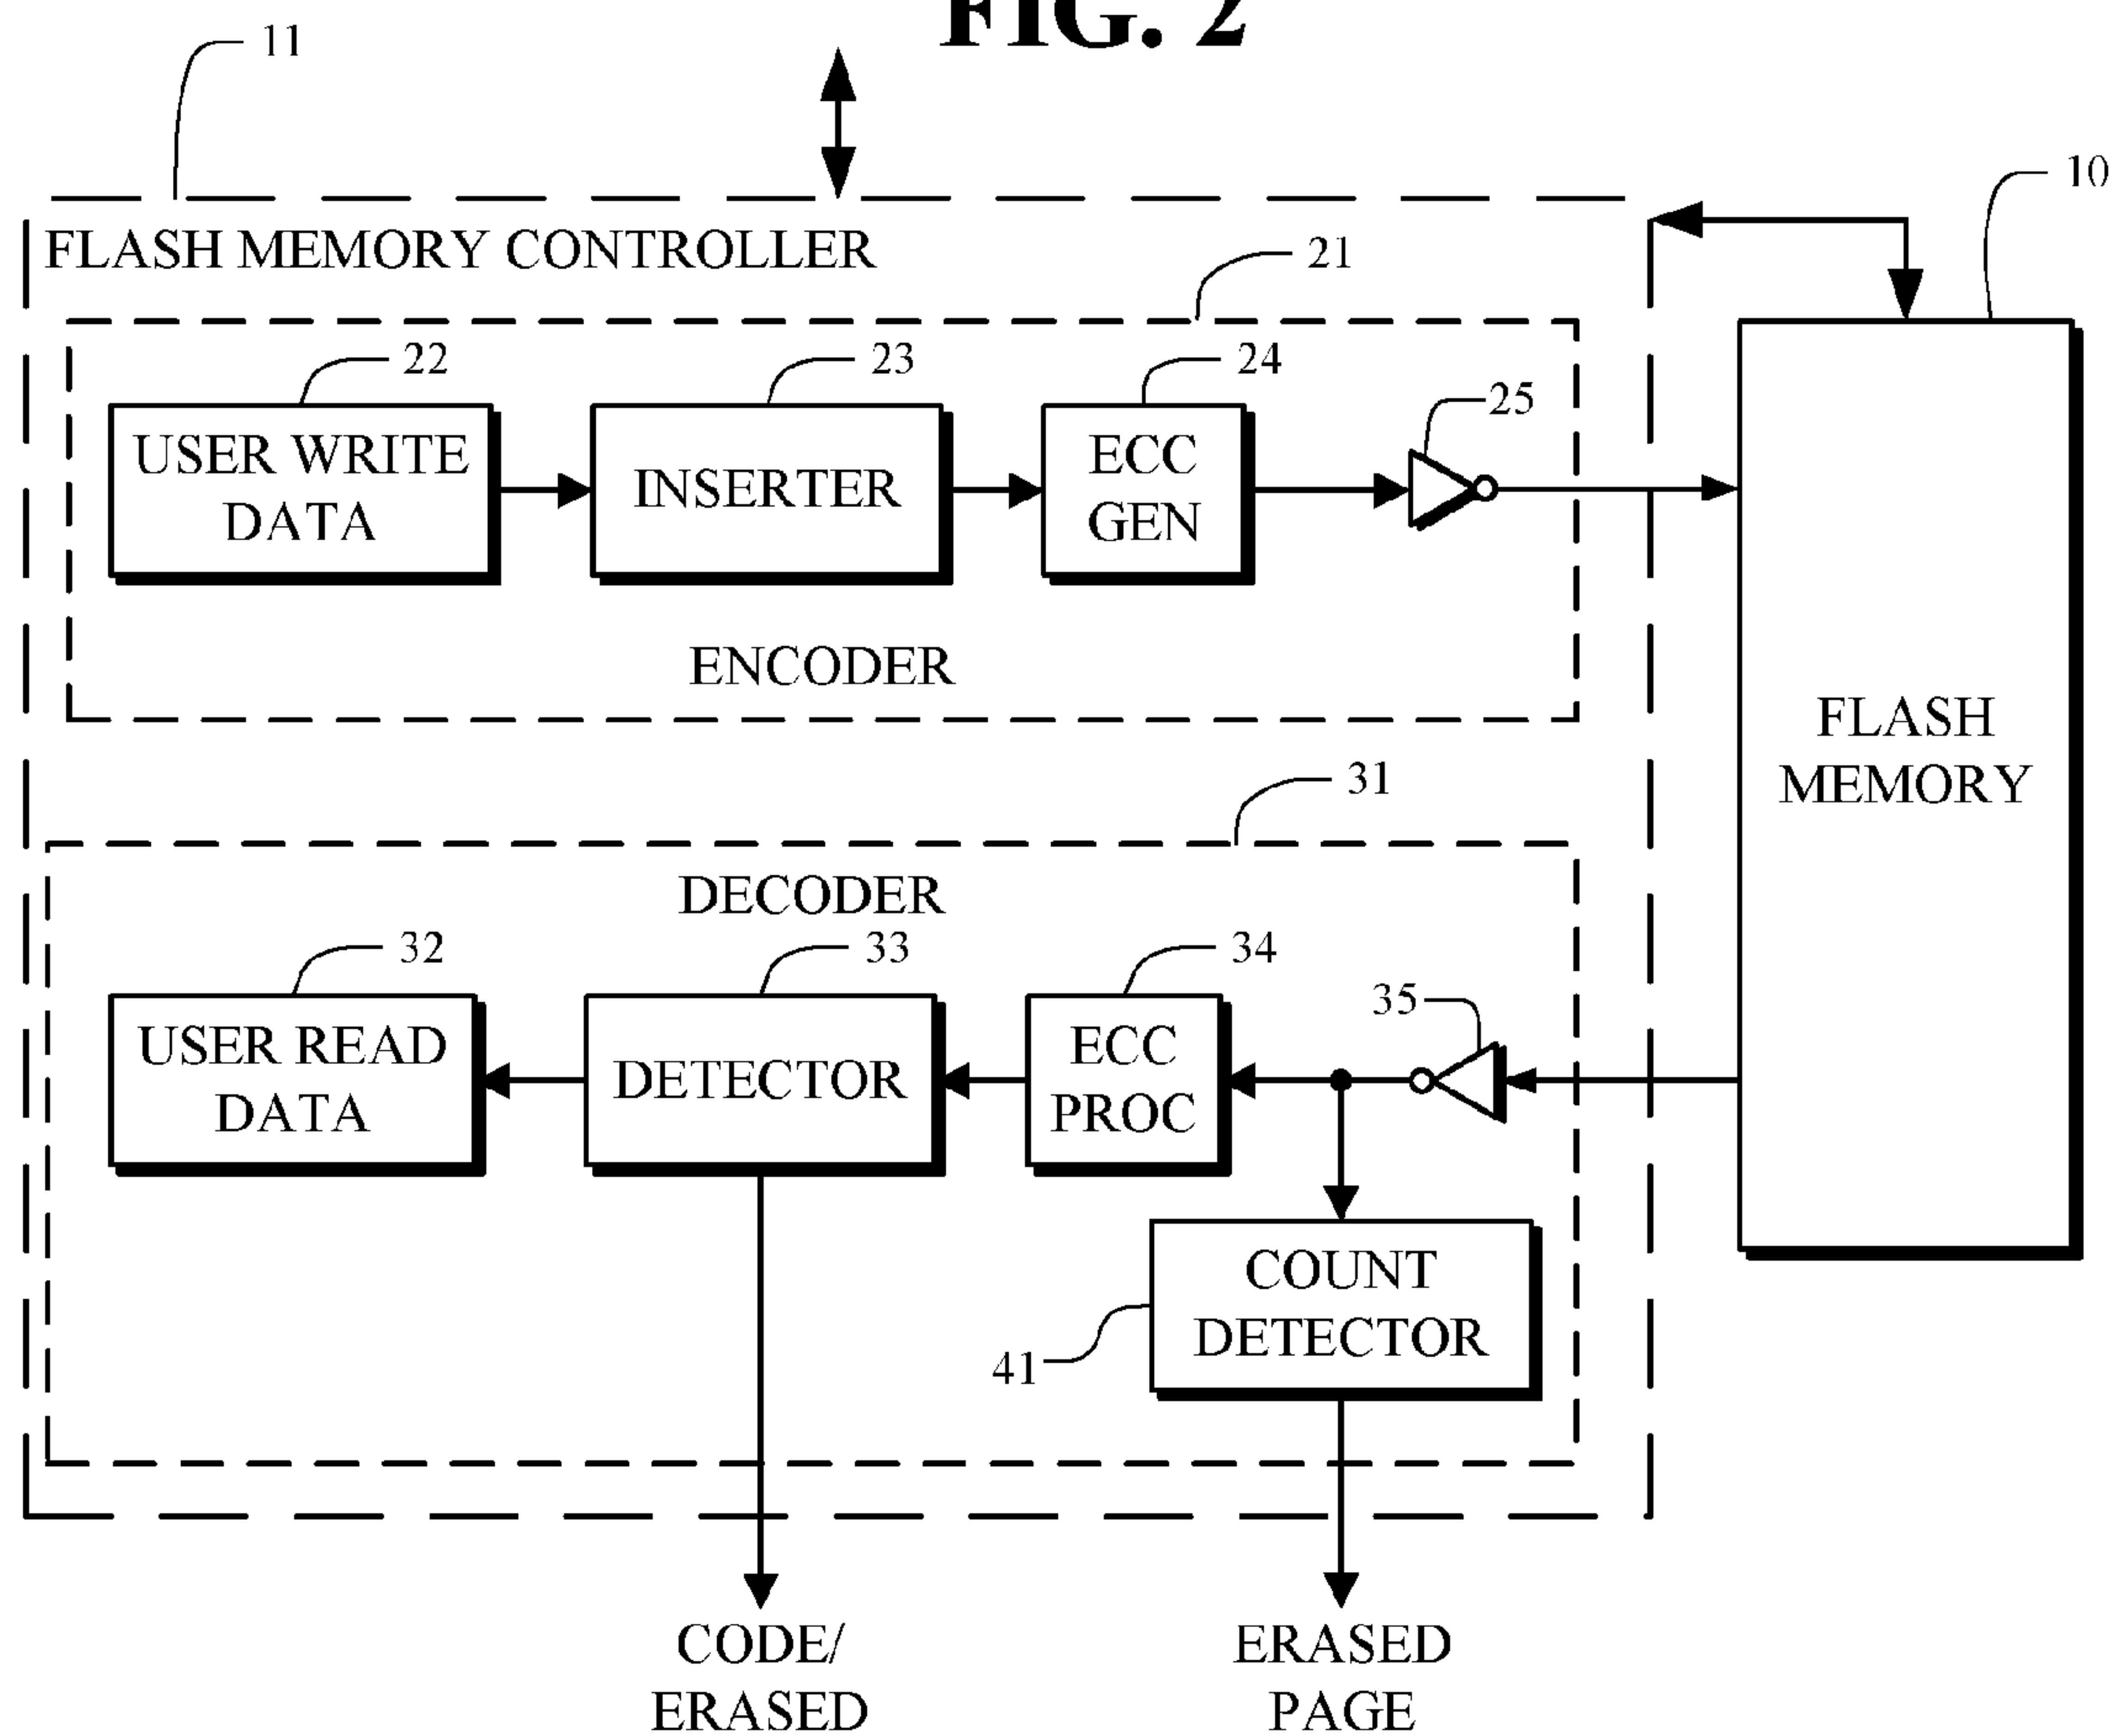 FIG. 2
11
10
FLASH MEMORY CONTROLLER
21
22
23
24
25
USER WRITE
DATA
INSERTER
ECC
GEN
ENCODER
FLASH
MEMORY
31
DECODER
32
33
34
35
USER READ
DATA
DETECTOR
ECC
PROC
COUNT
DETECTOR
41
CODE/
ERASED
ERASED
PAGE